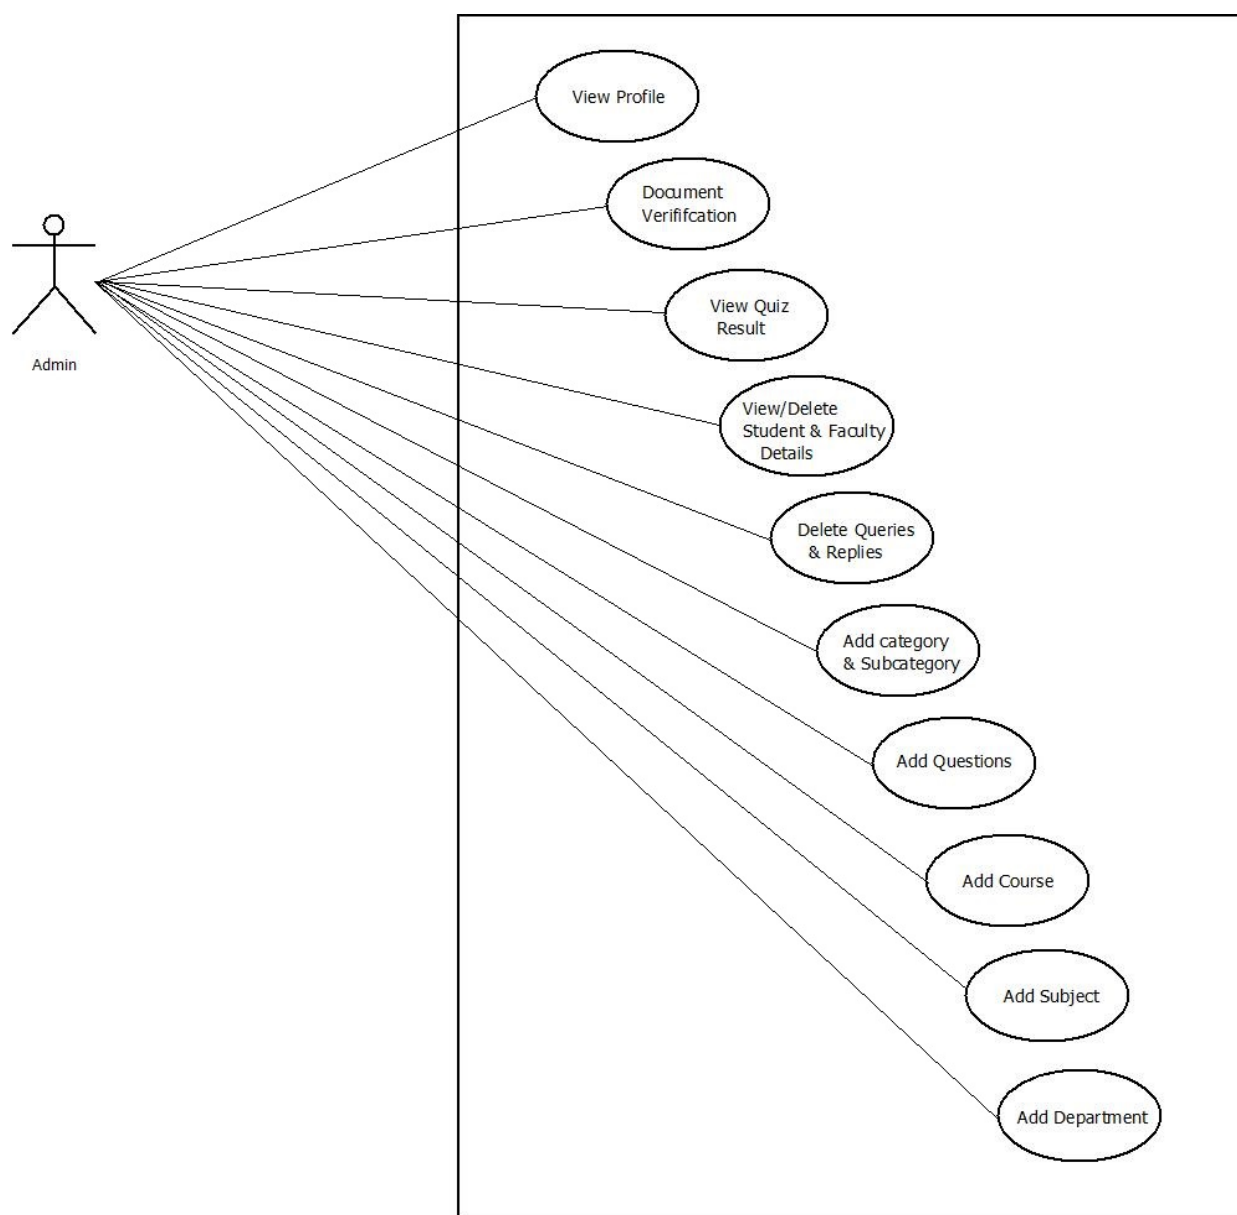 View Profile
Document
Verififcation
View Quiz
Result
View/Delete
Student & Faculty
Details
Delete Queries
& Replies
Add category
& Subcategory
Add Questions
Add Course
Add Subject
Add Department
Admin